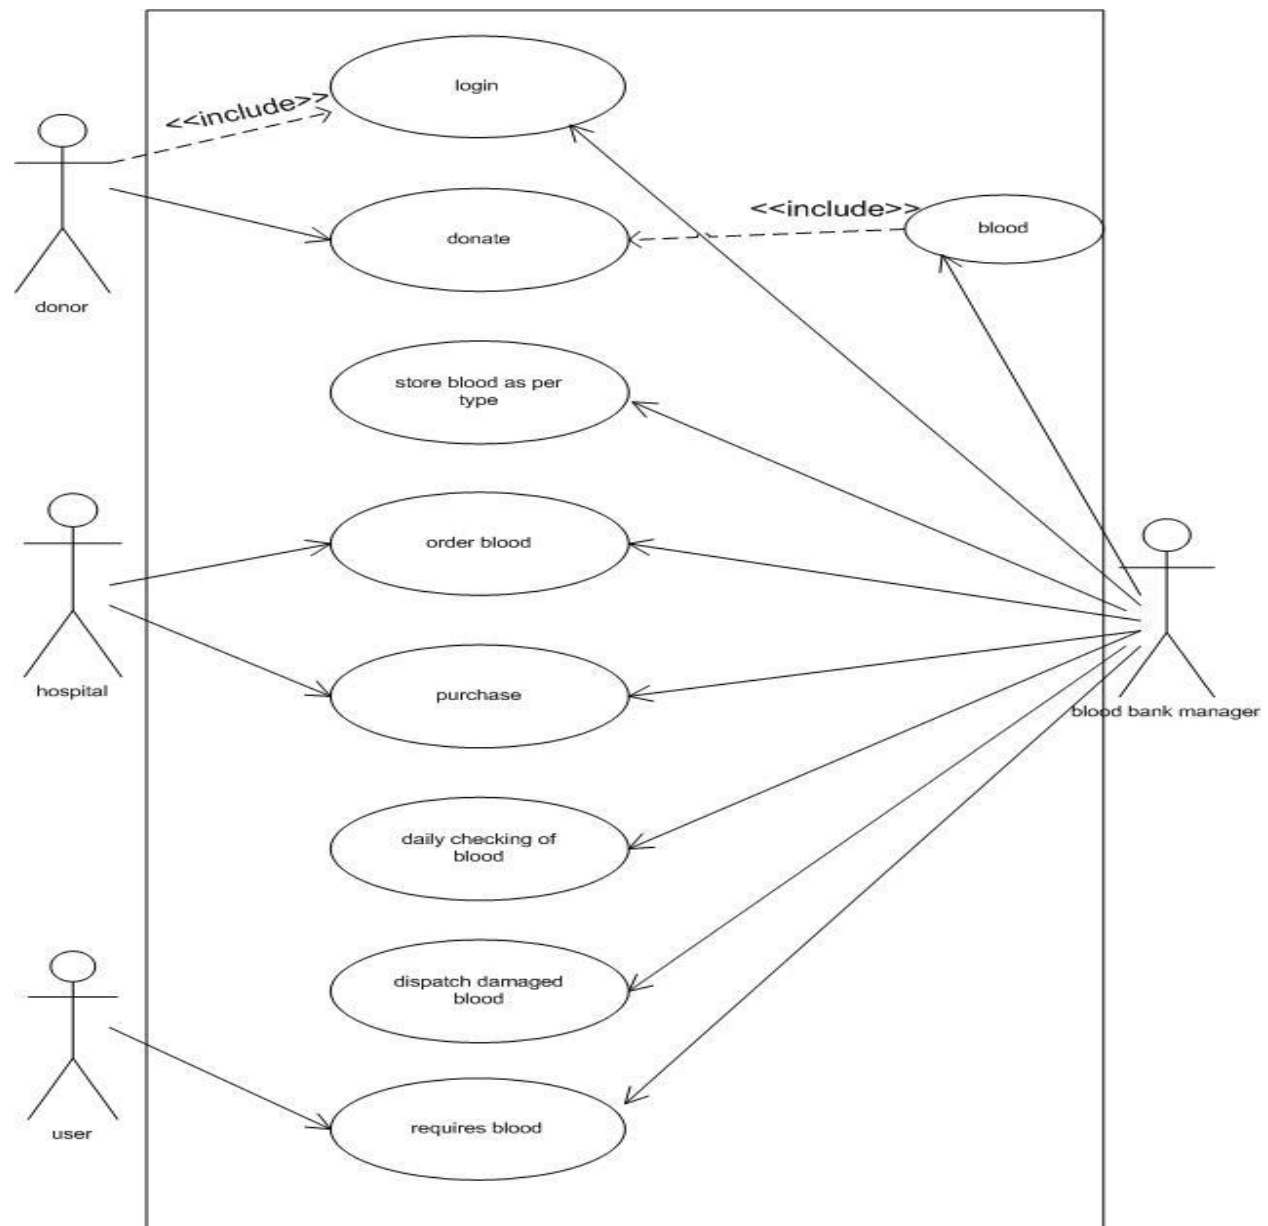 login
<<include>>
donate
<<include>>
blood
donor
store blood as per
type
order blood
hospital
purchase
blood bank manager
daily checking of
blood
dispatch damaged
blood
requires blood
user